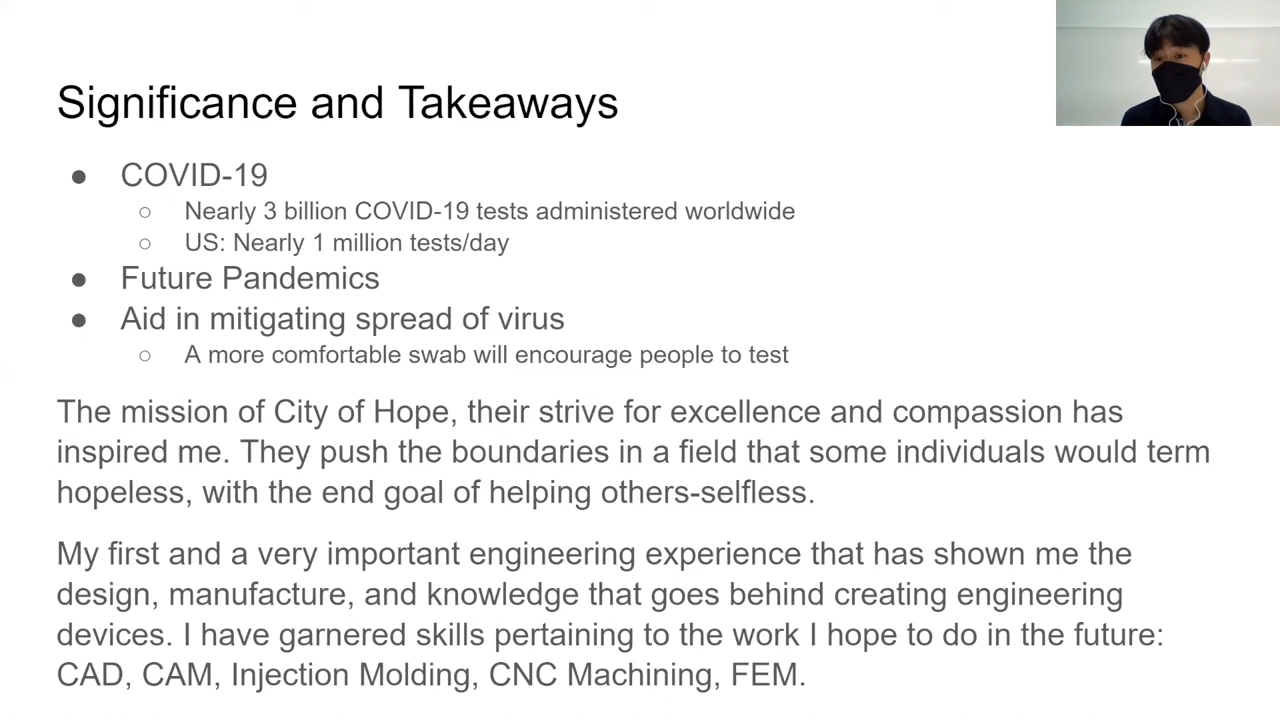 Significance and Takeaways
● COVID-19
○ Nearly 3 billion COVID-19 tests administered worldwide
○ US: Nearly 1 million tests/day
● Future Pandemics
● Aid in mitigating spread of virus
○ A more comfortable swab will encourage people to test
The mission of City of Hope, their strive for excellence and compassion has
inspired me. They push the boundaries in a field that some individuals would term
hopeless, with the end goal of helping others-selfless.
My first and a very important engineering experience that has shown me the
design, manufacture, and knowledge that goes behind creating engineering
devices. I have garnered skills pertaining to the work I hope to do in the future:
CAD, CAM, Injection Molding, CNC Machining, FEM.